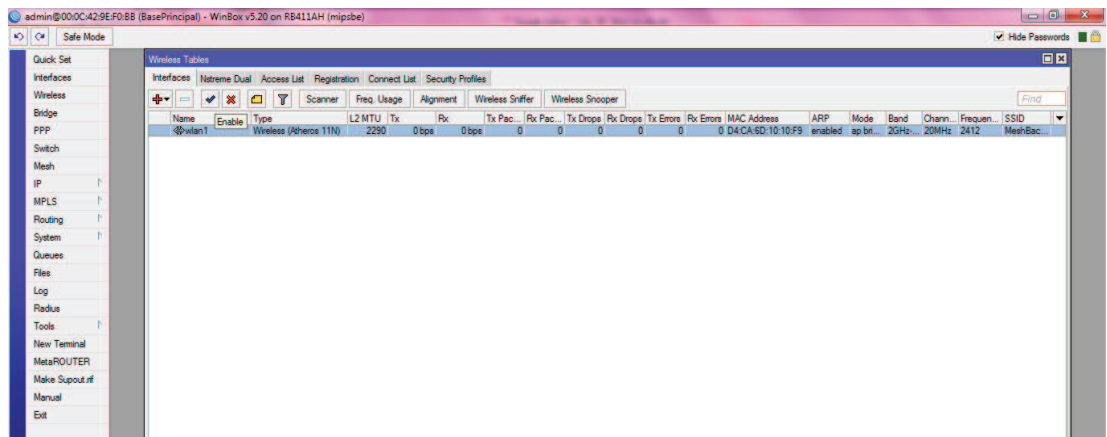 admin@00:0C:42:9E:F0:BB (BasePrincipal) - WinBox v5.20 on RB411AH (mipsbe)
Safe Mode
Hide Passwords
Quick Set
Interfaces
Wireless
Bridge
PPP
Switch
Mesh
IP
MPLS
Routing
System
Queues
Files
Log
Radius
Tools
New Terminal
MetaROUTER
Make Supout.rif
Manual
Exit
Wireless Tables
Interfaces Nstreme Dual Access List Registration Connect List Security Profiles
Scanner Freq. Usage Alignment Wireless Sniffer Wireless Snooper Find
Name Type L2 MTU Tx Rx Tx Pac... Rx Pac... Tx Drops Rx Drops Tx Errors Rx Errors MAC Address ARP Mode Band Chann... Frequen... SSID
Enable
wlan1 Wireless (Atheros 11N) 2290 0 bps 0 bps 0 0 0 0 0 0 D4:CA:6D:10:10:F9 enabled ap bri... 2GHz-... 20MHz 2412 MeshBac...